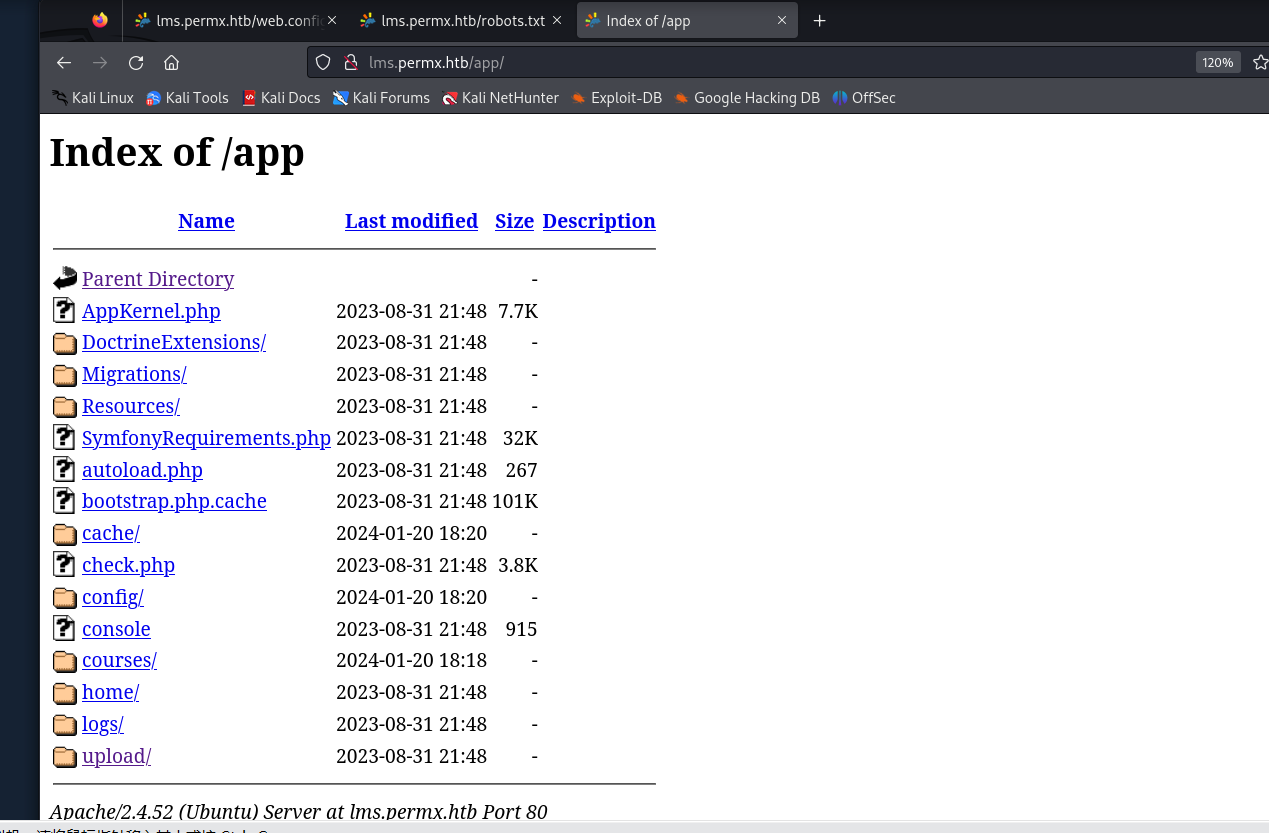 lms.permx.htb/web.config lms.permx.htb/robots.txt Index of /app
lms.permx.htb/app/ 120%
Kali Linux Kali Tools Kali Docs Kali Forums Kali NetHunter Exploit-DB Google Hacking DB OffSec
Index of /app
Name Last modified Size Description
Parent Directory -
AppKernel.php 2023-08-31 21:48 7.7K
DoctrineExtensions/ 2023-08-31 21:48 -
Migrations/ 2023-08-31 21:48 -
Resources/ 2023-08-31 21:48 -
SymfonyRequirements.php 2023-08-31 21:48 32K
autoload.php 2023-08-31 21:48 267
bootstrap.php.cache 2023-08-31 21:48 101K
cache/ 2024-01-20 18:20 -
check.php 2023-08-31 21:48 3.8K
config/ 2024-01-20 18:20 -
console 2023-08-31 21:48 915
courses/ 2024-01-20 18:18 -
home/ 2023-08-31 21:48 -
logs/ 2023-08-31 21:48 -
upload/ 2023-08-31 21:48 -
Apache/2.4.52 (Ubuntu) Server at lms.permx.htb Port 80